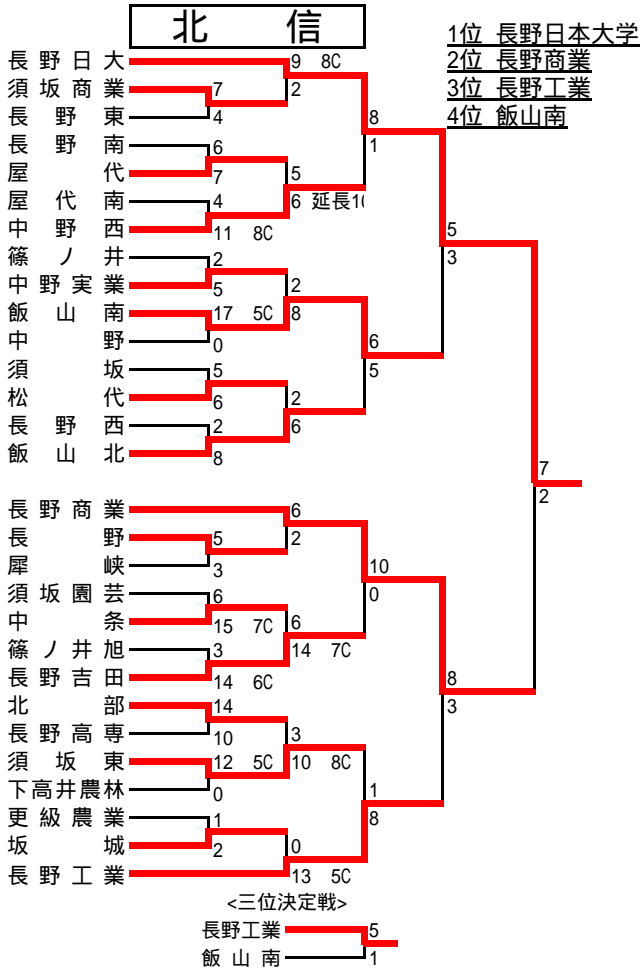 北 信
1位 長野日本大学
2位 長野商業
3位 長野工業
4位 飯山南
長野日大
9 8C
須坂商業
7
2
長野東
4
8
長野南
6
1
屋代
7
5
屋代南
4
6 延長10
中野西
11 8C
5
篠ノ井
2
3
中野実業
5
2
飯山南
17 5C
8
中野
0
6
須坂
5
5
松代
6
2
長野西
2
6
飯山北
8
7
2
長野商業
6
長野
5
2
犀峡
3
10
須坂園芸
6
0
中条
15 7C
6
篠ノ井旭
3
14 7C
長野吉田
14 6C
8
北部
14
3
長野高専
10
3
須坂東
12 5C
10 8C
下高井農林
0
1
更級農業
1
8
坂城
2
0
長野工業
13 5C
<三位決定戦>
長野工業
5
飯山南
1